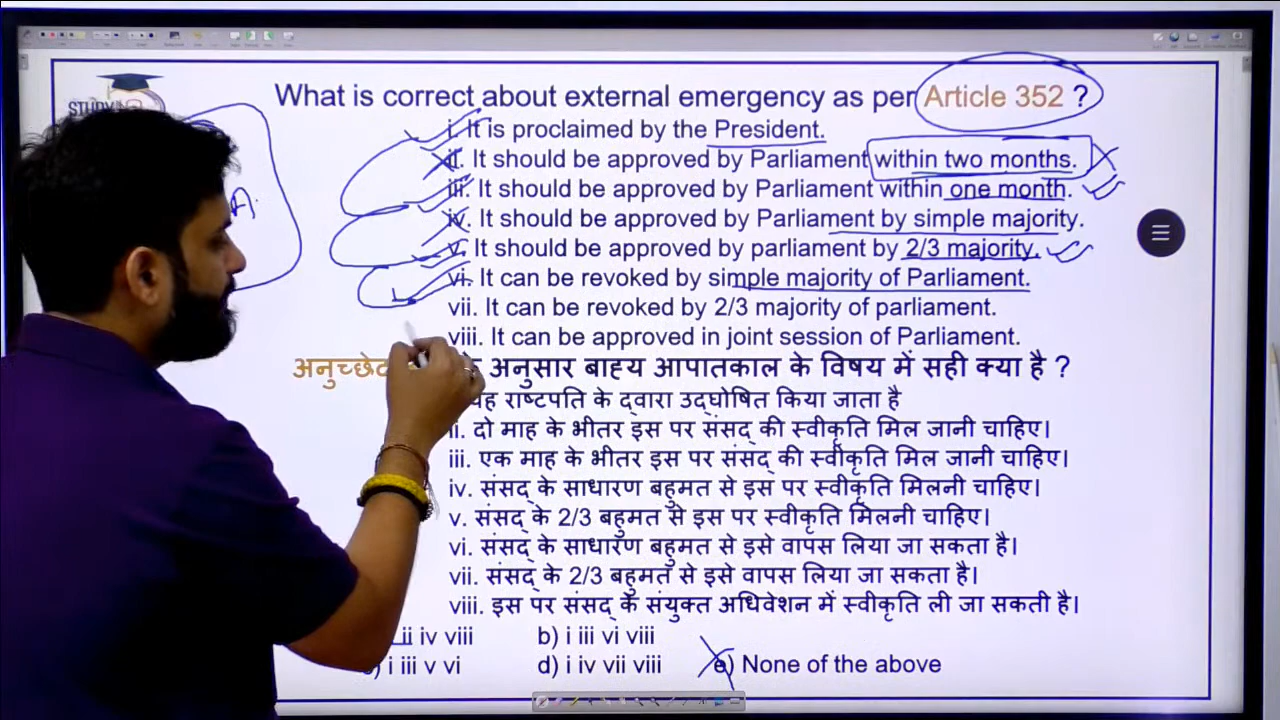 STUDY
What is correct about external emergency as per Article 352 ?
i. It is proclaimed by the President.
ii. It should be approved by Parliament within two months.
iii. It should be approved by Parliament within one month.
iv. It should be approved by Parliament by simple majority.
v. It should be approved by parliament by 2/3 majority.
vi. It can be revoked by simple majority of Parliament.
vii. It can be revoked by 2/3 majority of parliament.
viii. It can be approved in joint session of Parliament.
अनुच्छेद के अनुसार बाह्य आपातकाल के विषय में सही क्या है ?
यह राष्टपति के द्वारा उद्घोषित किया जाता है
ii. दो माह के भीतर इस पर संसद् की स्वीकृति मिल जानी चाहिए।
iii. एक माह के भीतर इस पर संसद् की स्वीकृति मिल जानी चाहिए।
iv. संसद् के साधारण बहुमत से इस पर स्वीकृति मिलनी चाहिए।
v. संसद् के 2/3 बहुमत से इस पर स्वीकृति मिलनी चाहिए।
vi. संसद् के साधारण बहुमत से इसे वापस लिया जा सकता है।
vii. संसद् के 2/3 बहुमत से इसे वापस लिया जा सकता है।
viii. इस पर संसद् के संयुक्त अधिवेशन में स्वीकृति ली जा सकती है।
ii iv viii b) i iii vi viii
i iii v vi d) i iv vii viii e) None of the above